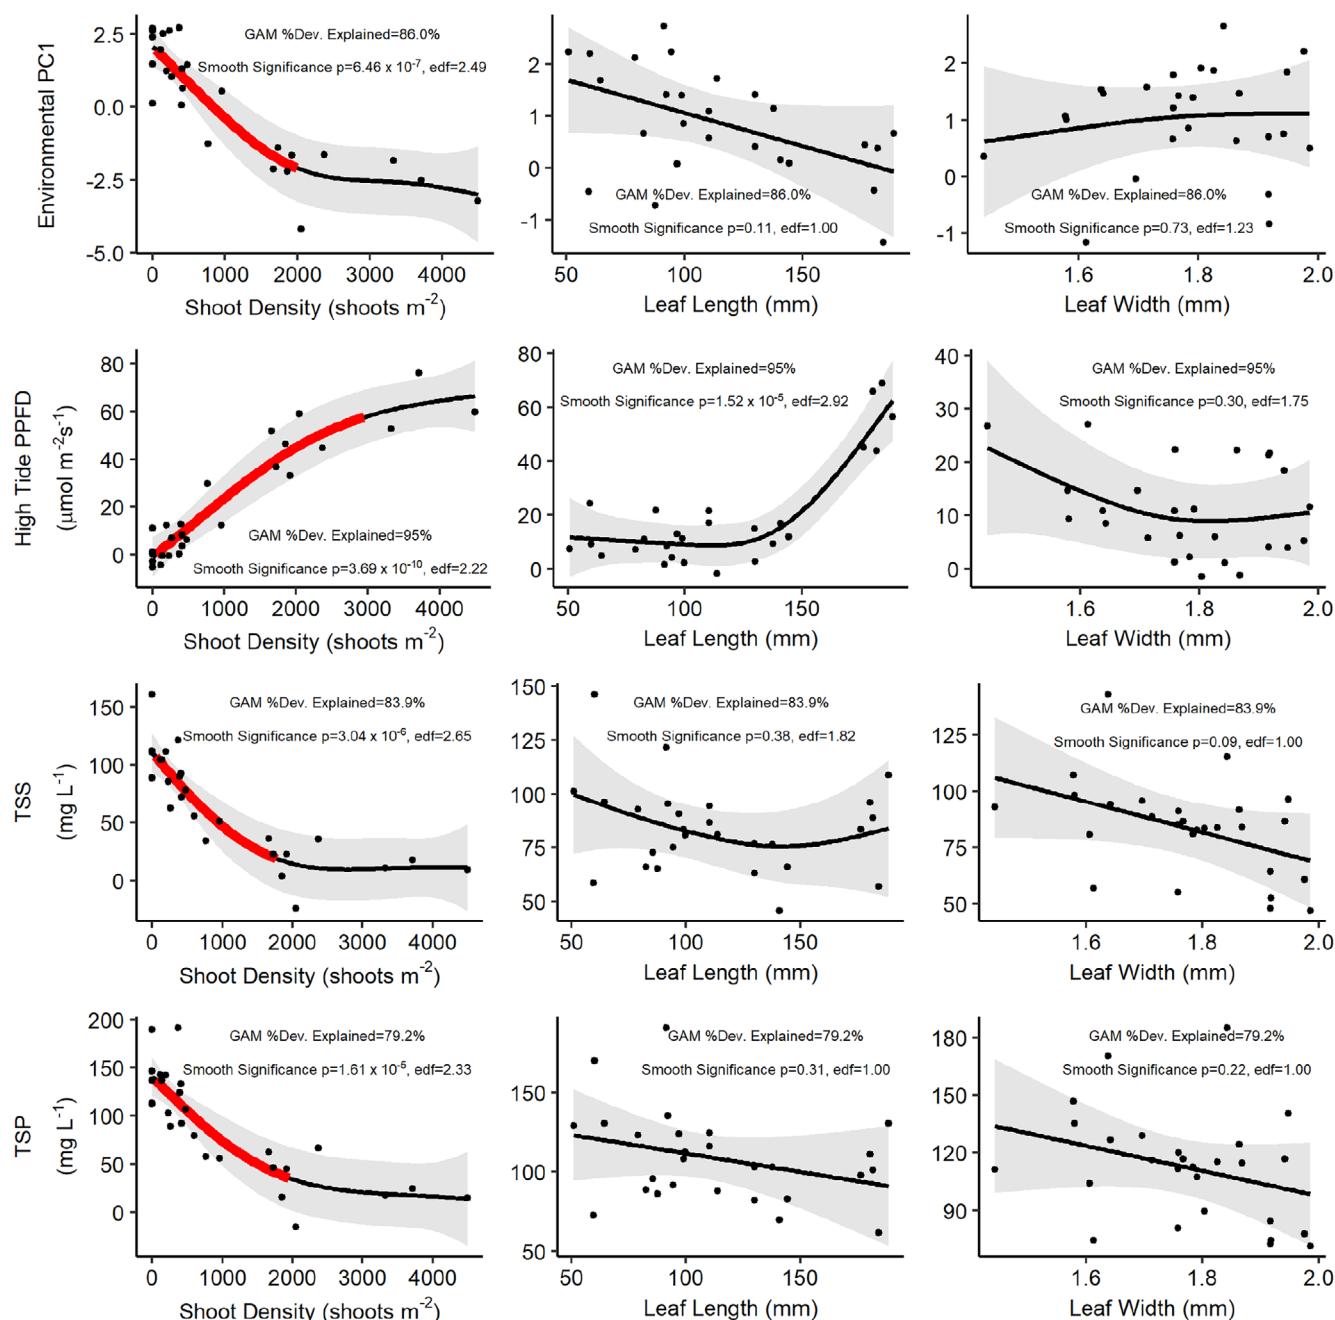 Environmental PC1
2.5
0.0
−2.5
−5.0
GAM %Dev. Explained=86.0%
Smooth Significance p=6.46 x 10⁻⁷, edf=2.49
0 1000 2000 3000 4000
Shoot Density (shoots m⁻²)
2
1
0
−1
GAM %Dev. Explained=86.0%
Smooth Significance p=0.11, edf=1.00
50 100 150
Leaf Length (mm)
2
1
0
−1
GAM %Dev. Explained=86.0%
Smooth Significance p=0.73, edf=1.23
1.6 1.8 2.0
Leaf Width (mm)
High Tide PPFD
(μmol m⁻²s⁻¹)
80
60
40
20
0
GAM %Dev. Explained=95%
Smooth Significance p=3.69 x 10⁻¹⁰, edf=2.22
0 1000 2000 3000 4000
Shoot Density (shoots m⁻²)
80
60
40
20
0
GAM %Dev. Explained=95%
Smooth Significance p=1.52 x 10⁻⁵, edf=2.92
50 100 150
Leaf Length (mm)
40
30
20
10
0
GAM %Dev. Explained=95%
Smooth Significance p=0.30, edf=1.75
1.6 1.8 2.0
Leaf Width (mm)
TSS
(mg L⁻¹)
150
100
50
0
GAM %Dev. Explained=83.9%
Smooth Significance p=3.04 x 10⁻⁶, edf=2.65
0 1000 2000 3000 4000
Shoot Density (shoots m⁻²)
150
125
100
75
50
GAM %Dev. Explained=83.9%
Smooth Significance p=0.38, edf=1.82
50 100 150
Leaf Length (mm)
125
100
75
50
GAM %Dev. Explained=83.9%
Smooth Significance p=0.09, edf=1.00
1.6 1.8 2.0
Leaf Width (mm)
TSP
(mg L⁻¹)
200
150
100
50
0
GAM %Dev. Explained=79.2%
Smooth Significance p=1.61 x 10⁻⁵, edf=2.33
0 1000 2000 3000 4000
Shoot Density (shoots m⁻²)
150
100
50
GAM %Dev. Explained=79.2%
Smooth Significance p=0.31, edf=1.00
50 100 150
Leaf Length (mm)
180
150
120
90
GAM %Dev. Explained=79.2%
Smooth Significance p=0.22, edf=1.00
1.6 1.8 2.0
Leaf Width (mm)